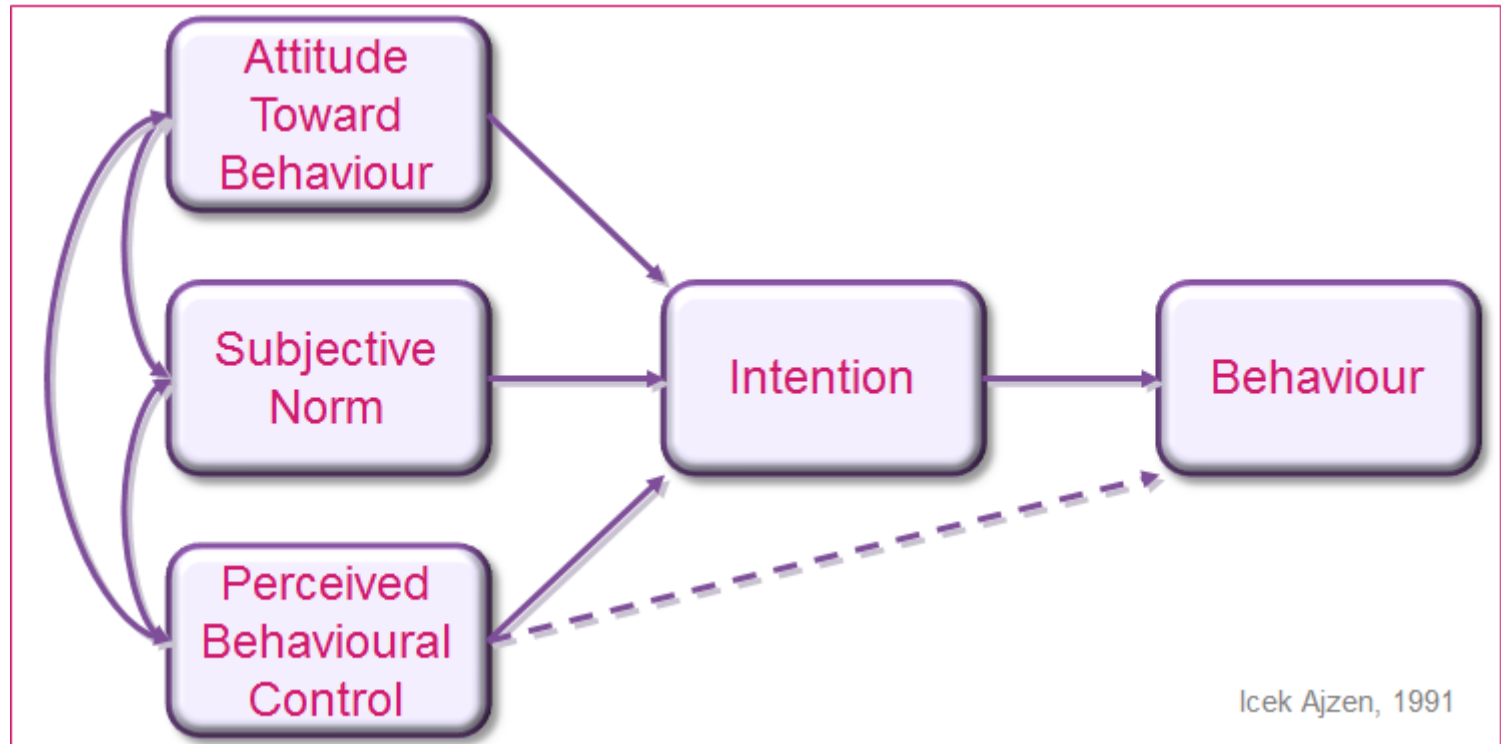 Attitude
Toward
Behaviour
Subjective
Norm
Intention
Behaviour
Perceived
Behavioural
Control
Icek Ajzen, 1991